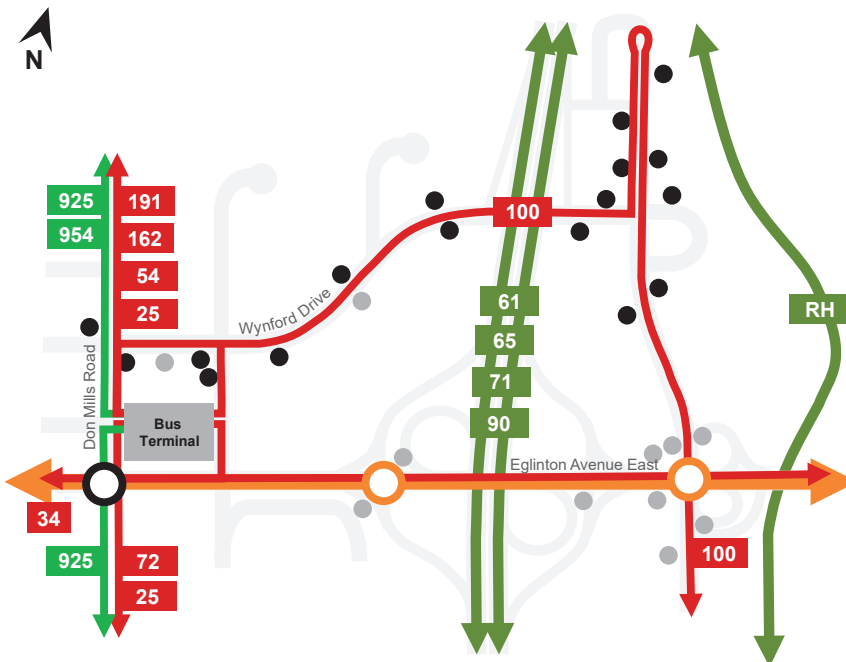 N
925
191
954
162
54
25
100
61
65
71
90
RH
Wynford Drive
Don Mills Road
Bus
Terminal
Eglinton Avenue East
34
925
72
25
100